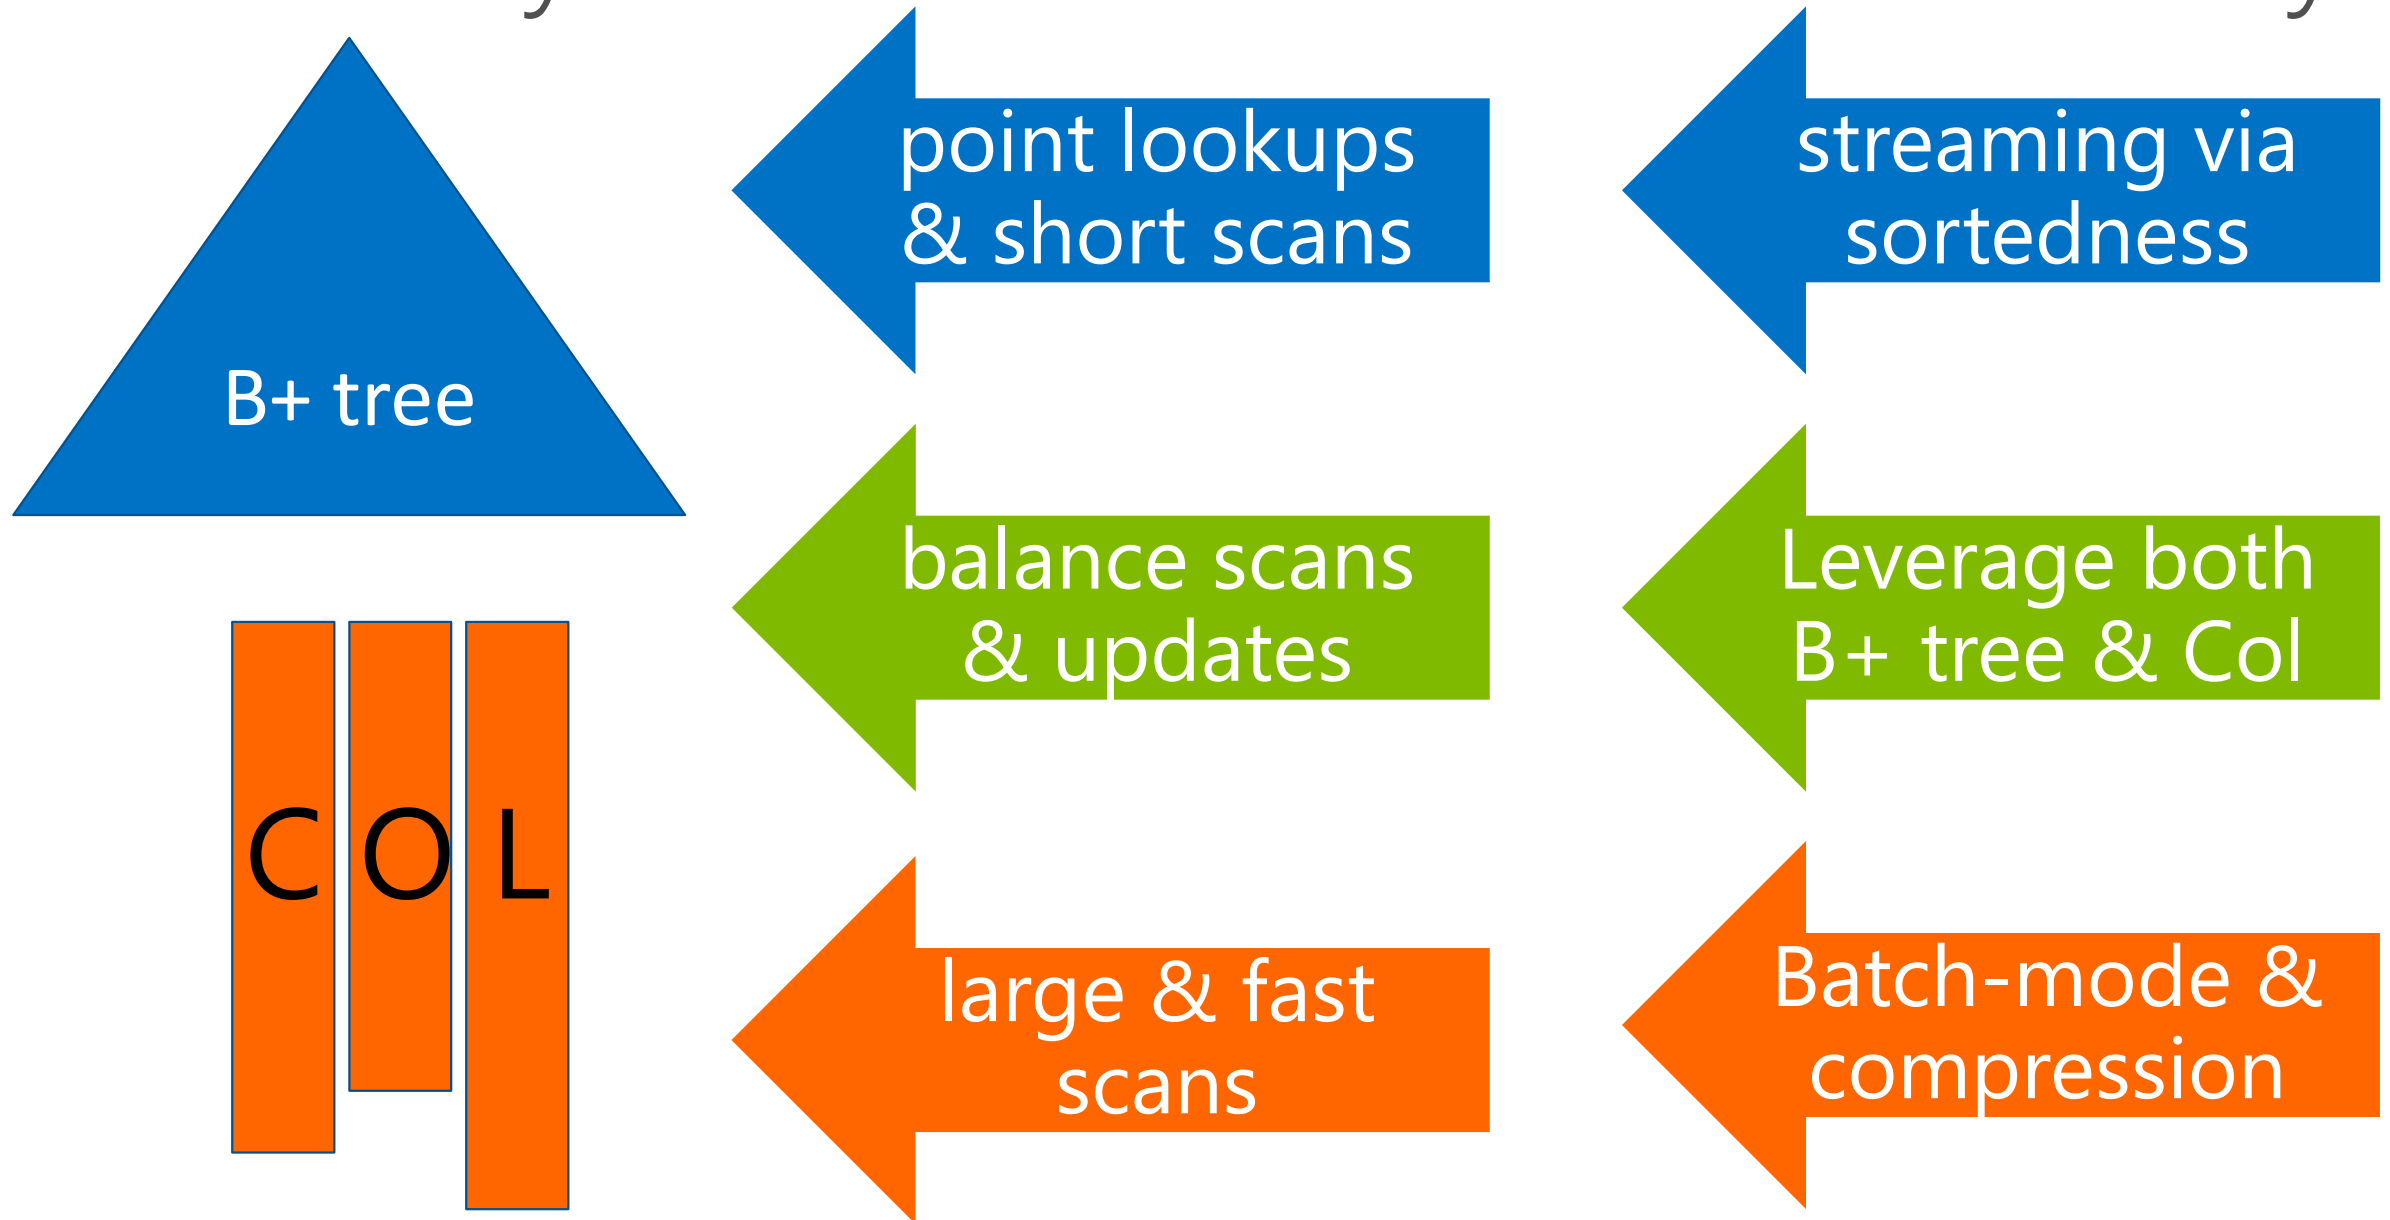 B+ tree
C O L
point lookups
& short scans
balance scans
& updates
large & fast
scans
streaming via
sortedness
Leverage both
B+ tree & Col
Batch-mode &
compression